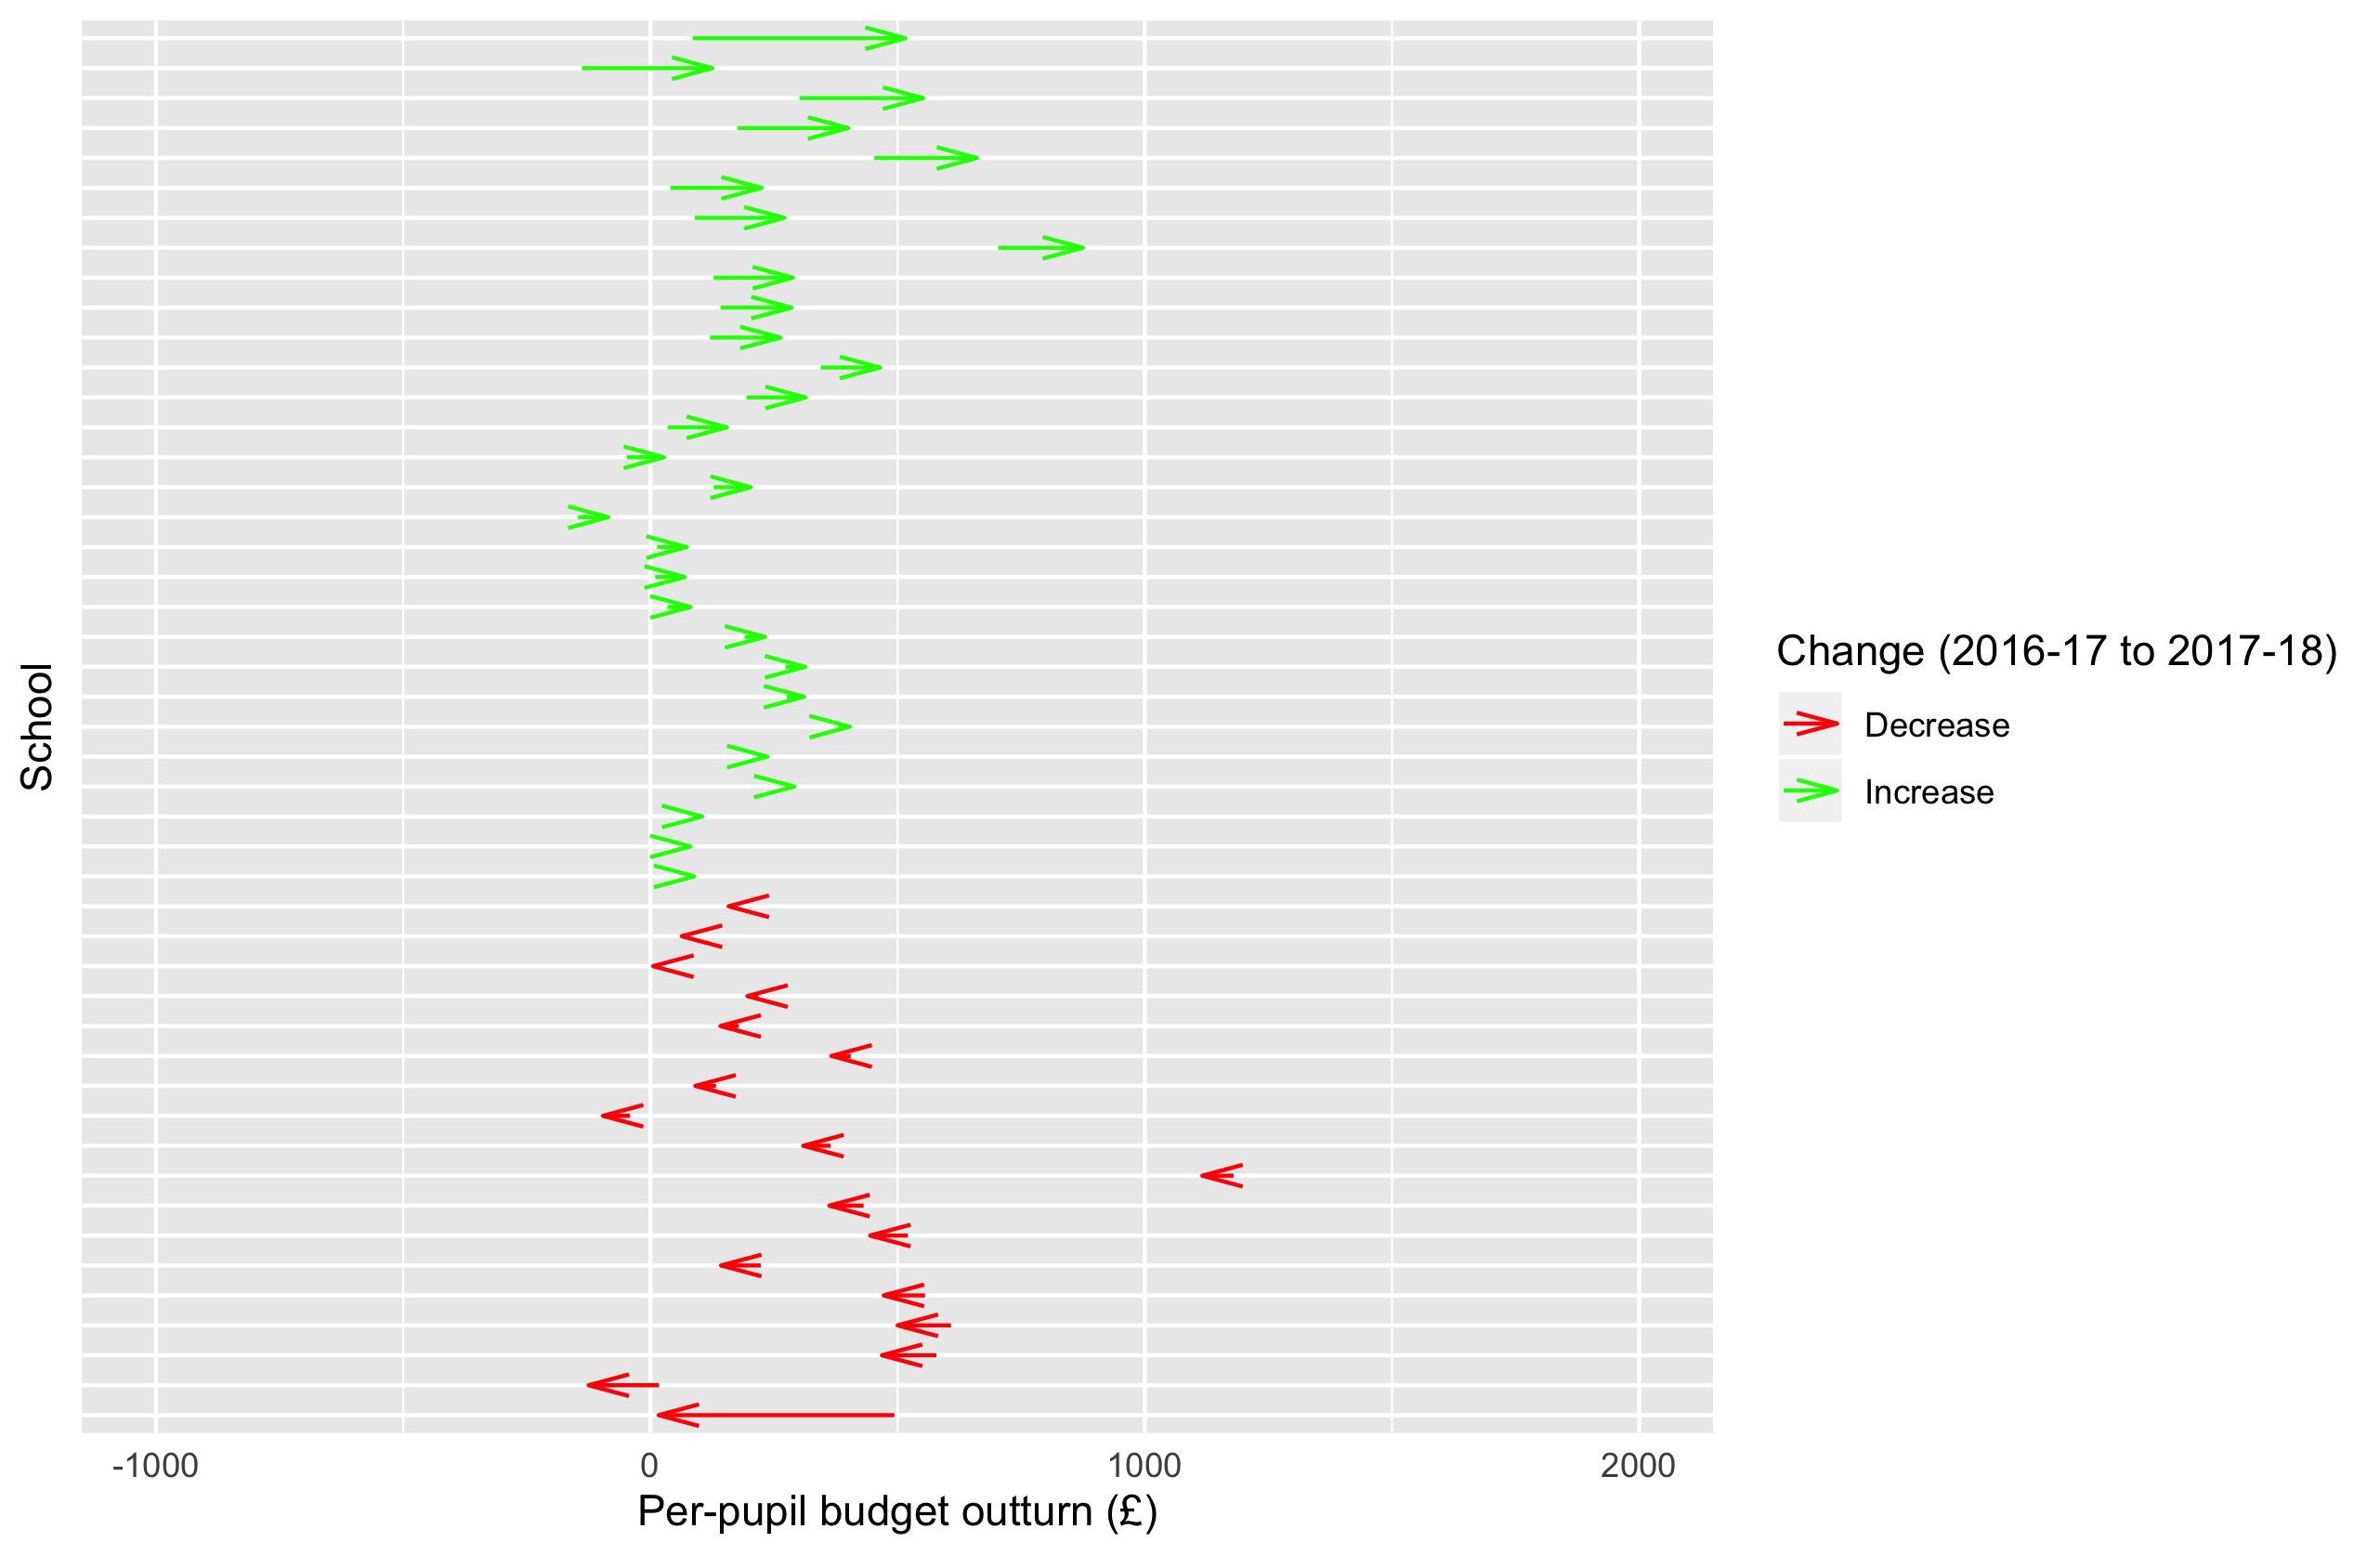 School
-1000
0
1000
2000
Per-pupil budget outturn (£)
Change (2016-17 to 2017-18)
Decrease
Increase